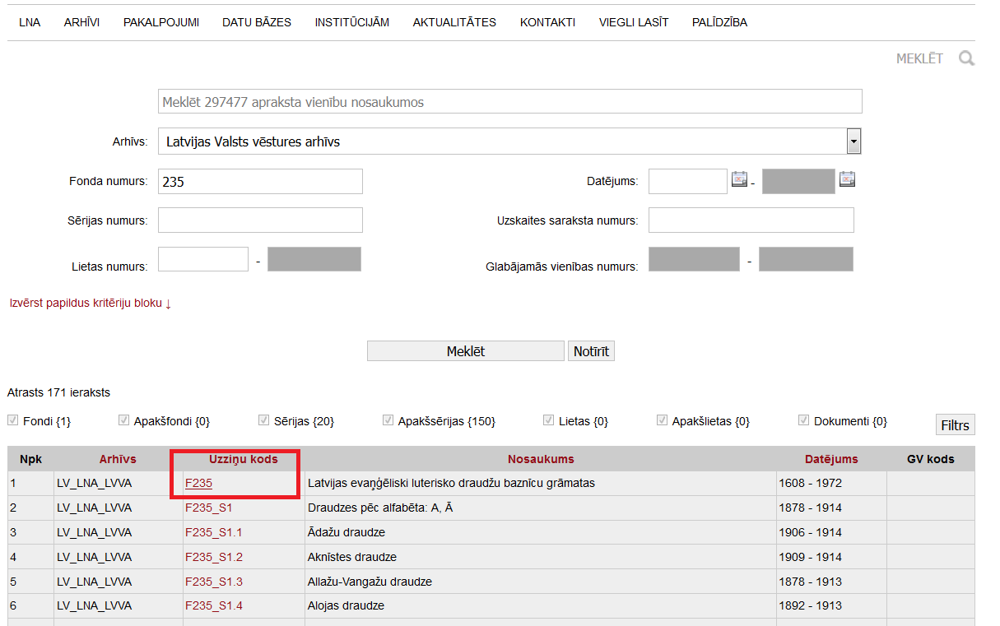 LNA ARHĪVI PAKALPOJUMI DATU BĀZES INSTITŪCIJĀM AKTUALITĀTES KONTAKTI VIEGLI LASĪT PALĪDZĪBA
MEKLĒT
Meklēt 297477 apraksta vienību nosaukumos
Arhīvs: Latvijas Valsts vēstures arhīvs
Fonda numurs: 235 Datējums: -
Sērijas numurs: Uzskaites saraksta numurs:
Lietas numurs: - Glabājamās vienības numurs: -
Izvērst papildus kritēriju bloku ↓
Meklēt Notīrīt
Atrasts 171 ieraksts
Fondi {1} Apakšfondi {0} Sērijas {20} Apakšsērijas {150} Lietas {0} Apakšlietas {0} Dokumenti {0} Filtrs
Npk Arhīvs Uzziņu kods Nosaukums Datējums GV kods
1 LV_LNA_LVVA F235 Latvijas evaņģēliski luterisko draudžu baznīcu grāmatas 1608 - 1972
2 LV_LNA_LVVA F235_S1 Draudzes pēc alfabēta: A, Ā 1878 - 1914
3 LV_LNA_LVVA F235_S1.1 Ādažu draudze 1906 - 1914
4 LV_LNA_LVVA F235_S1.2 Aknīstes draudze 1909 - 1914
5 LV_LNA_LVVA F235_S1.3 Allažu-Vangažu draudze 1878 - 1913
6 LV_LNA_LVVA F235_S1.4 Alojas draudze 1892 - 1913